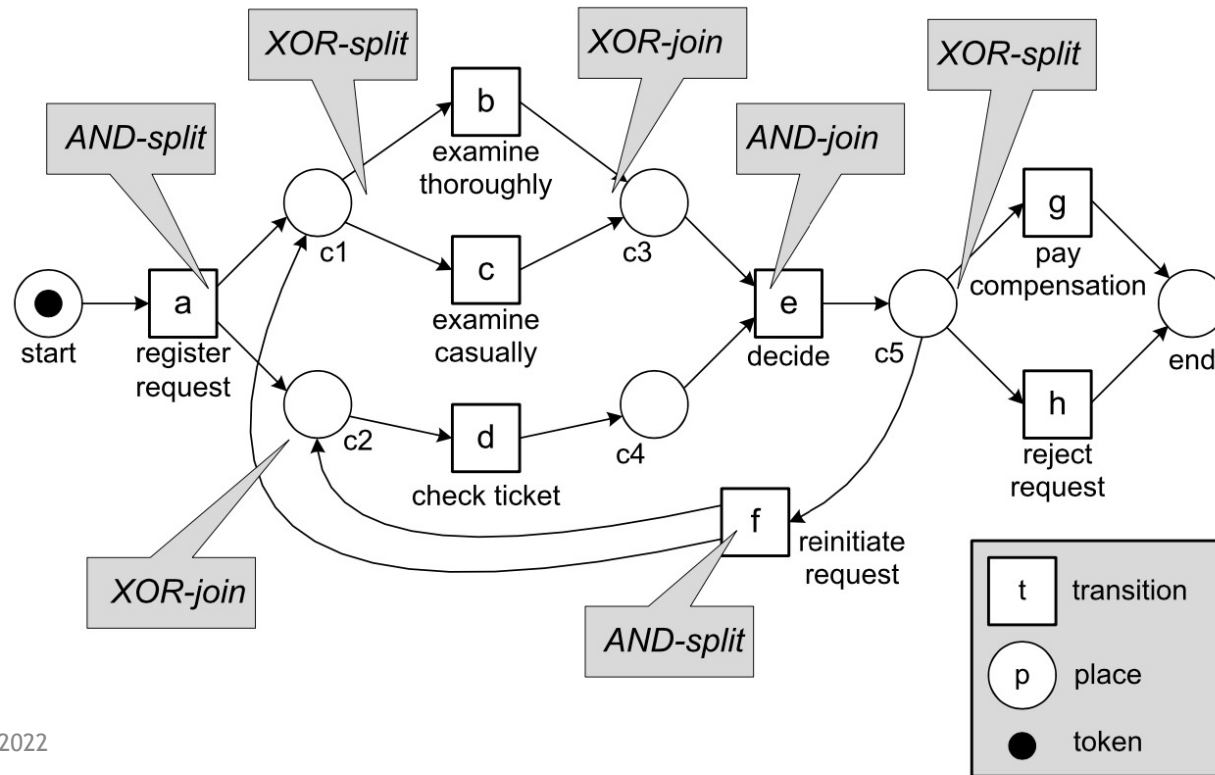 XOR-split
XOR-join
XOR-split
AND-split
b
AND-join
examine
thoroughly
g
c1
c
c3
pay
compensation
a
e
start
register
request
examine
casually
decide
c5
end
h
c2
d
c4
reject
request
check ticket
f
reinitiate
request
XOR-join
AND-split
t
transition
p
place
token
2022